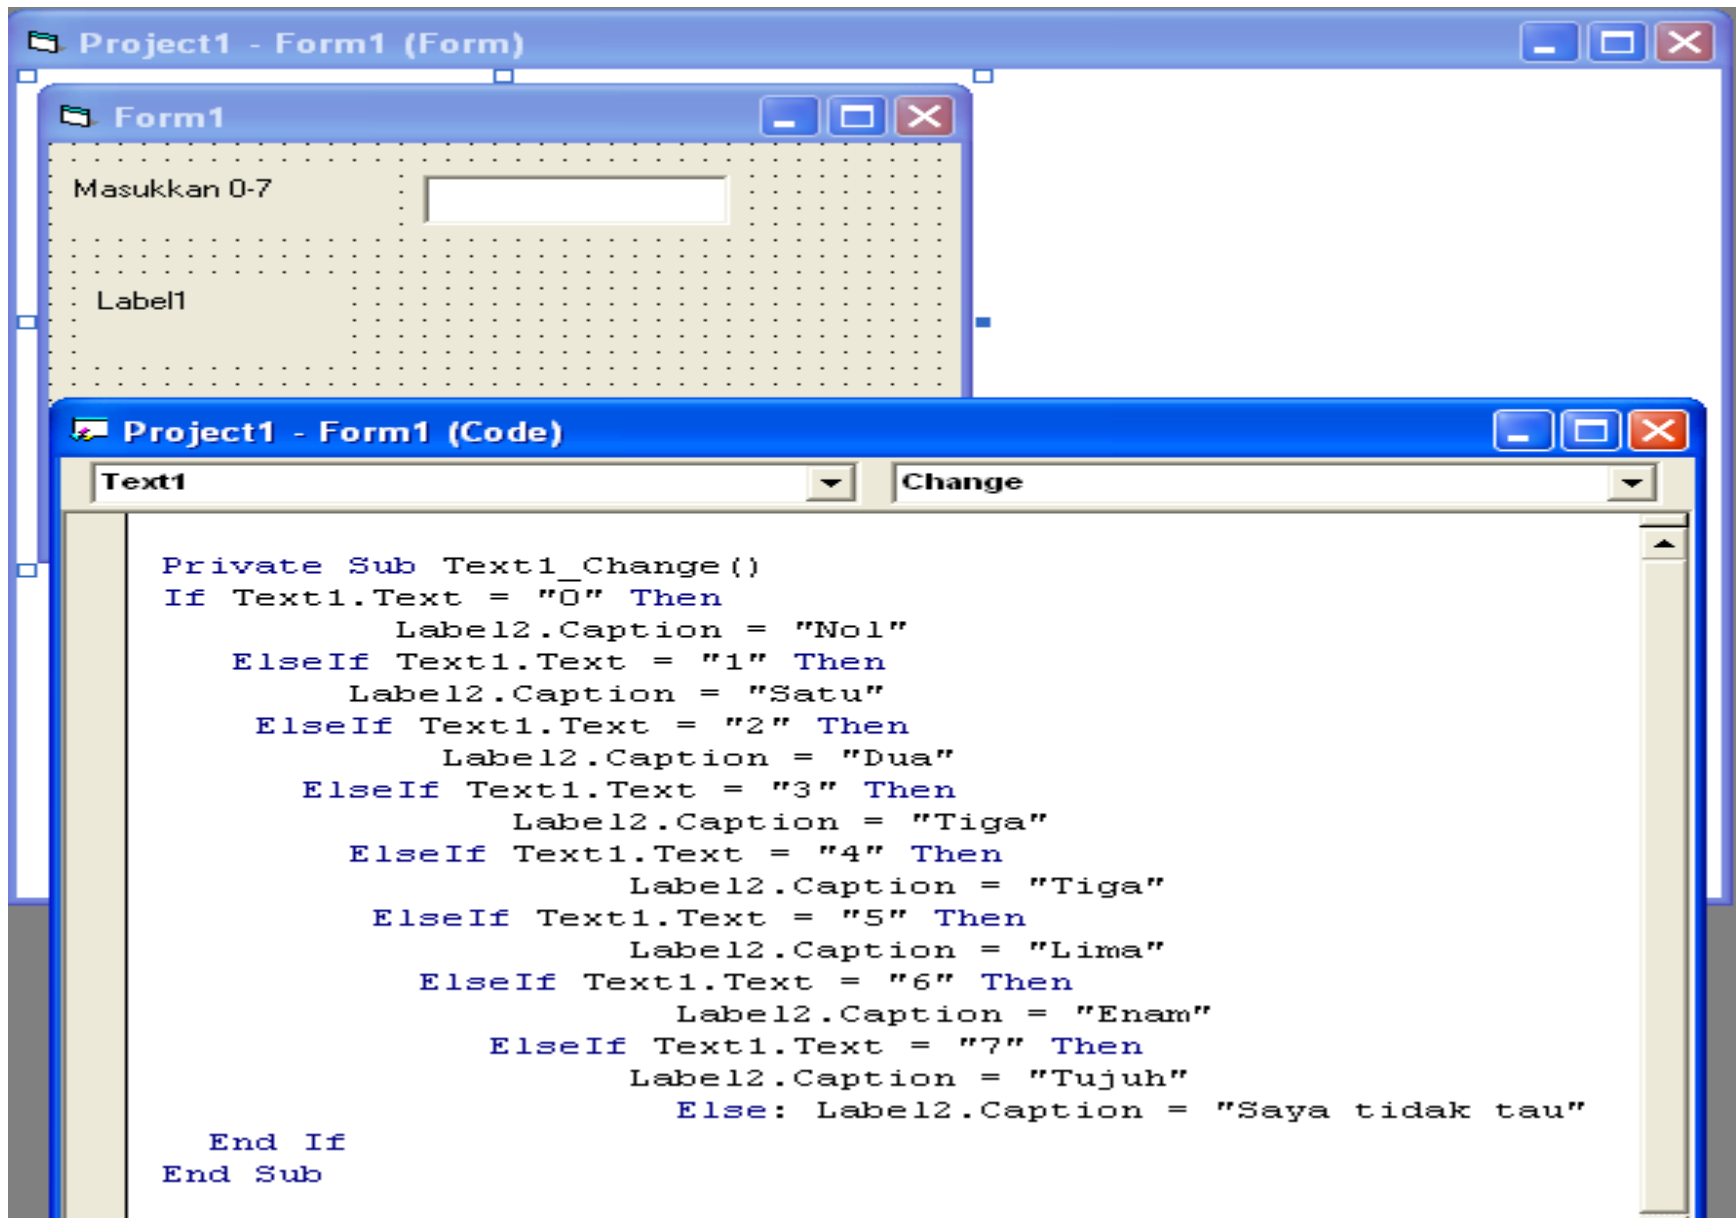 Project1 - Form1 (Form)
Form1
Masukkan 0-7
Label1
Project1 - Form1 (Code)
Text1 Change
Private Sub Text1_Change()
If Text1.Text = "0" Then
Label2.Caption = "Nol"
ElseIf Text1.Text = "1" Then
Label2.Caption = "Satu"
ElseIf Text1.Text = "2" Then
Label2.Caption = "Dua"
ElseIf Text1.Text = "3" Then
Label2.Caption = "Tiga"
ElseIf Text1.Text = "4" Then
Label2.Caption = "Tiga"
ElseIf Text1.Text = "5" Then
Label2.Caption = "Lima"
ElseIf Text1.Text = "6" Then
Label2.Caption = "Enam"
ElseIf Text1.Text = "7" Then
Label2.Caption = "Tujuh"
Else: Label2.Caption = "Saya tidak tau"
End If
End Sub